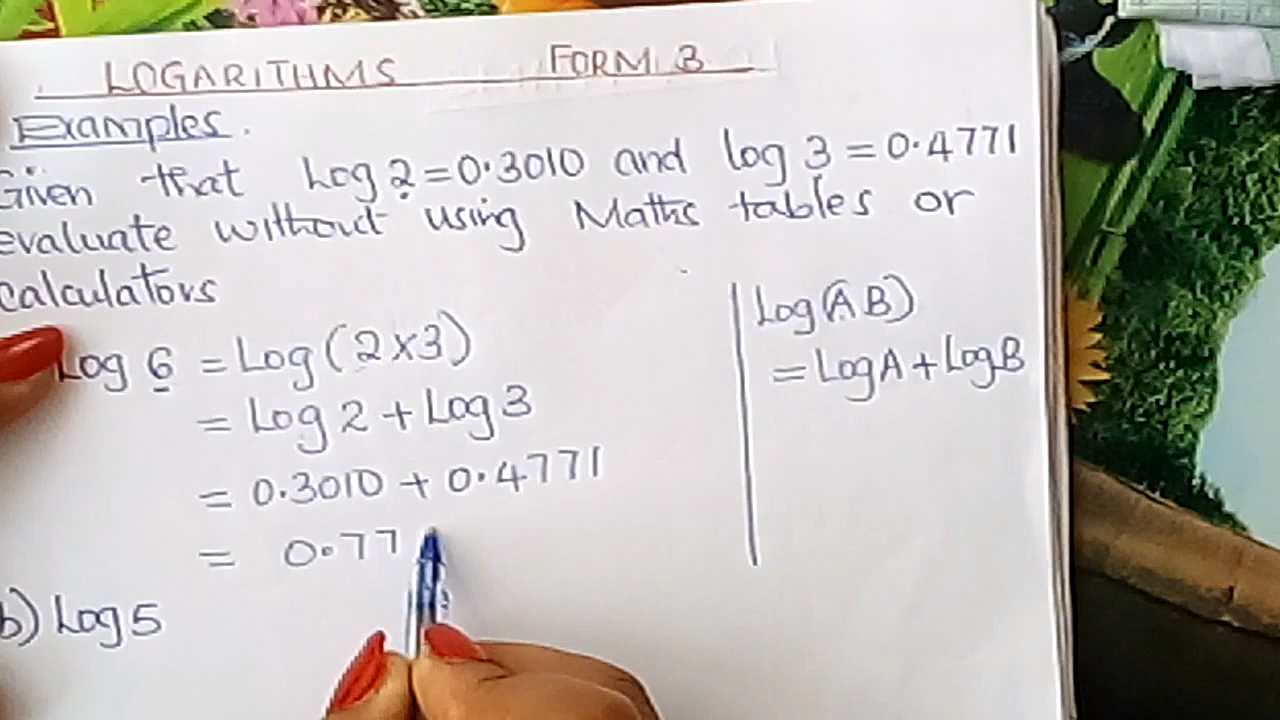 LOGARITHMS FORM 3
Examples.
Given that Log 2 = 0.3010 and log 3 = 0.4771
evaluate without using Maths tables or
calculators
Log 6 = Log(2x3)
= Log 2 + Log 3
= 0.3010 + 0.4771
= 0.77
b) Log 5
Log(AB)
= LogA + LogB